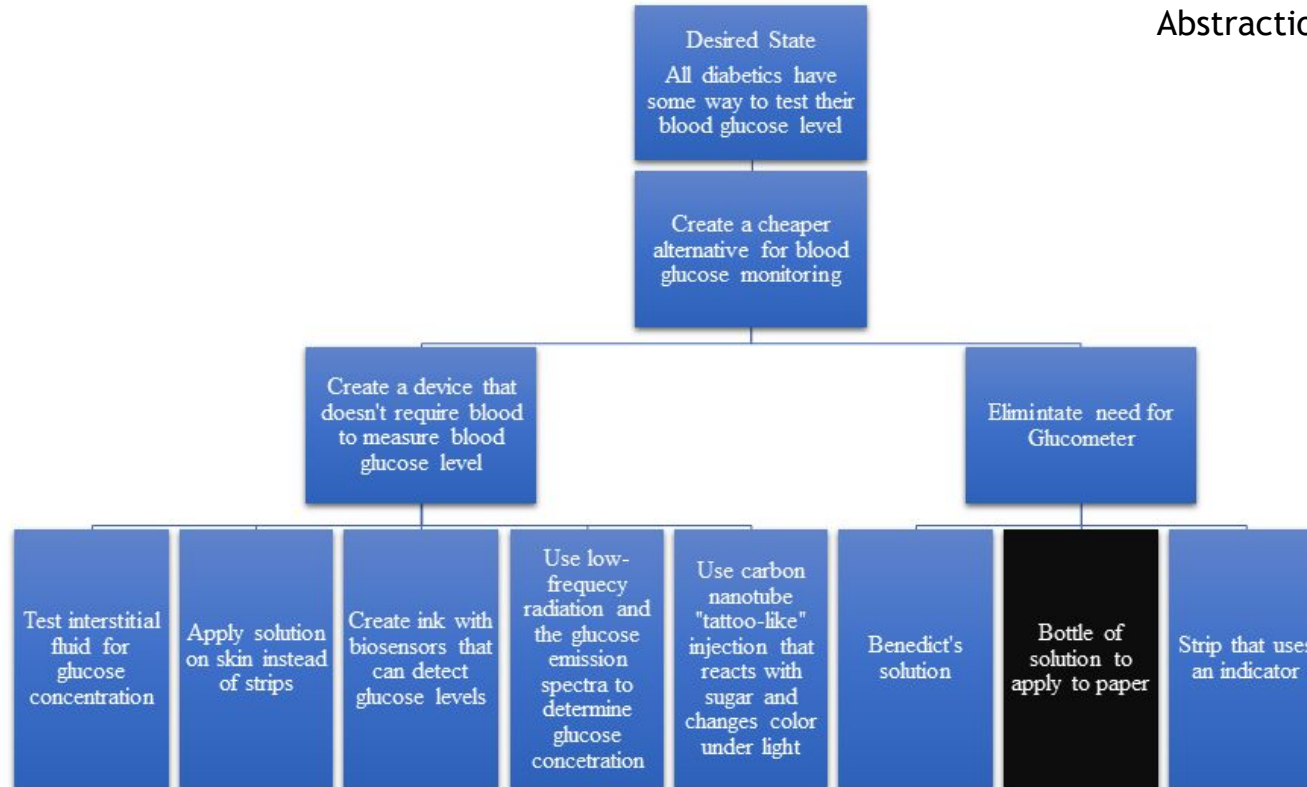 Abstractio
Desired State
All diabetics have
some way to test their
blood glucose level
Create a cheaper
alternative for blood
glucose monitoring
Create a device that
doesn't require blood
to measure blood
glucose level
Elimintate need for
Glucometer
Test interstitial
fluid for
glucose
concentration
Apply solution
on skin instead
of strips
Create ink with
biosensors that
can detect
glucose levels
Use low-
frequecy
radiation and
the glucose
emission
spectra to
determine
glucose
concetration
Use carbon
nanotube
"tattoo-like"
injection that
reacts with
sugar and
changes color
under light
Benedict's
solution
Bottle of
solution to
apply to paper
Strip that uses
an indicator